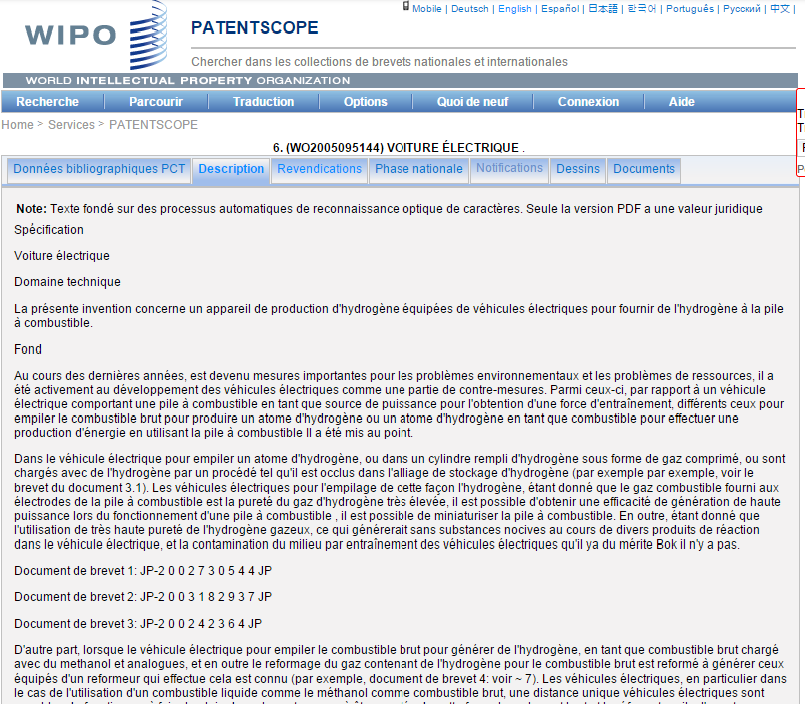 Mobile | Deutsch | English | Español | 日本語 | 한국어 | Português | Русский | 中文 |
WIPO
PATENTSCOPE
Chercher dans les collections de brevets nationales et internationales
WORLD INTELLECTUAL PROPERTY ORGANIZATION
Recherche Parcourir Traduction Options Quoi de neuf Connexion Aide
Home > Services > PATENTSCOPE
6. (WO2005095144) VOITURE ÉLECTRIQUE .
Données bibliographiques PCT Description Revendications Phase nationale Notifications Dessins Documents
Note: Texte fondé sur des processus automatiques de reconnaissance optique de caractères. Seule la version PDF a une valeur juridique
Spécification
Voiture électrique
Domaine technique
La présente invention concerne un appareil de production d'hydrogène équipées de véhicules électriques pour fournir de l'hydrogène à la pile
à combustible.
Fond
Au cours des dernières années, est devenu mesures importantes pour les problèmes environnementaux et les problèmes de ressources, il a
été activement au développement des véhicules électriques comme une partie de contre-mesures. Parmi ceux-ci, par rapport à un véhicule
électrique comportant une pile à combustible en tant que source de puissance pour l'obtention d'une force d'entraînement, différents ceux pour
empiler le combustible brut pour produire un atome d'hydrogène ou un atome d'hydrogène en tant que combustible pour effectuer une
production d'énergie en utilisant la pile à combustible Il a été mis au point.
Dans le véhicule électrique pour empiler un atome d'hydrogène, ou dans un cylindre rempli d'hydrogène sous forme de gaz comprimé, ou sont
chargés avec de l'hydrogène par un procédé tel qu'il est occlus dans l'alliage de stockage d'hydrogène (par exemple par exemple, voir le
brevet du document 3.1). Les véhicules électriques pour l'empilage de cette façon l'hydrogène, étant donné que le gaz combustible fourni aux
électrodes de la pile à combustible est la pureté du gaz d'hydrogène très élevée, il est possible d'obtenir une efficacité de génération de haute
puissance lors du fonctionnement d'une pile à combustible , il est possible de miniaturiser la pile à combustible. En outre, étant donné que
l'utilisation de très haute pureté de l'hydrogène gazeux, ce qui générerait sans substances nocives au cours de divers produits de réaction
dans le véhicule électrique, et la contamination du milieu par entraînement des véhicules électriques qu'il ya du mérite Bok il n'y a pas.
Document de brevet 1: JP-2 0 0 2 7 3 0 5 4 4 JP
Document de brevet 2: JP-2 0 0 3 1 8 2 9 3 7 JP
Document de brevet 3: JP-2 0 0 2 4 2 3 6 4 JP
D'autre part, lorsque le véhicule électrique pour empiler le combustible brut pour générer de l'hydrogène, en tant que combustible brut chargé
avec du methanol et analogues, et en outre le reformage du gaz contenant de l'hydrogène pour le combustible brut est reformé à générer ceux
équipés d'un reformeur qui effectue cela est connu (par exemple, document de brevet 4: voir ~ 7). Les véhicules électriques, en particulier dans
le cas de l'utilisation d'un combustible liquide comme le méthanol comme combustible brut, une distance unique véhicules électriques sont